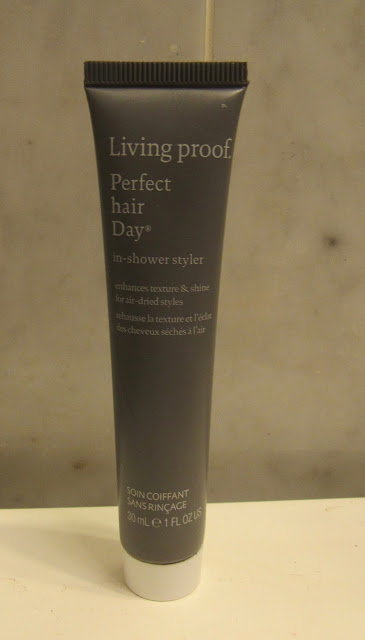 Living proof.
Perfect
hair
Day®
in-shower styler
enhances texture & shine
for air-dried styles
rehausse la texture et l'éclat
des cheveux séchés à l'air
SOIN COIFFANT
SANS RINÇAGE
30 mL ℮ 1 FL OZ US